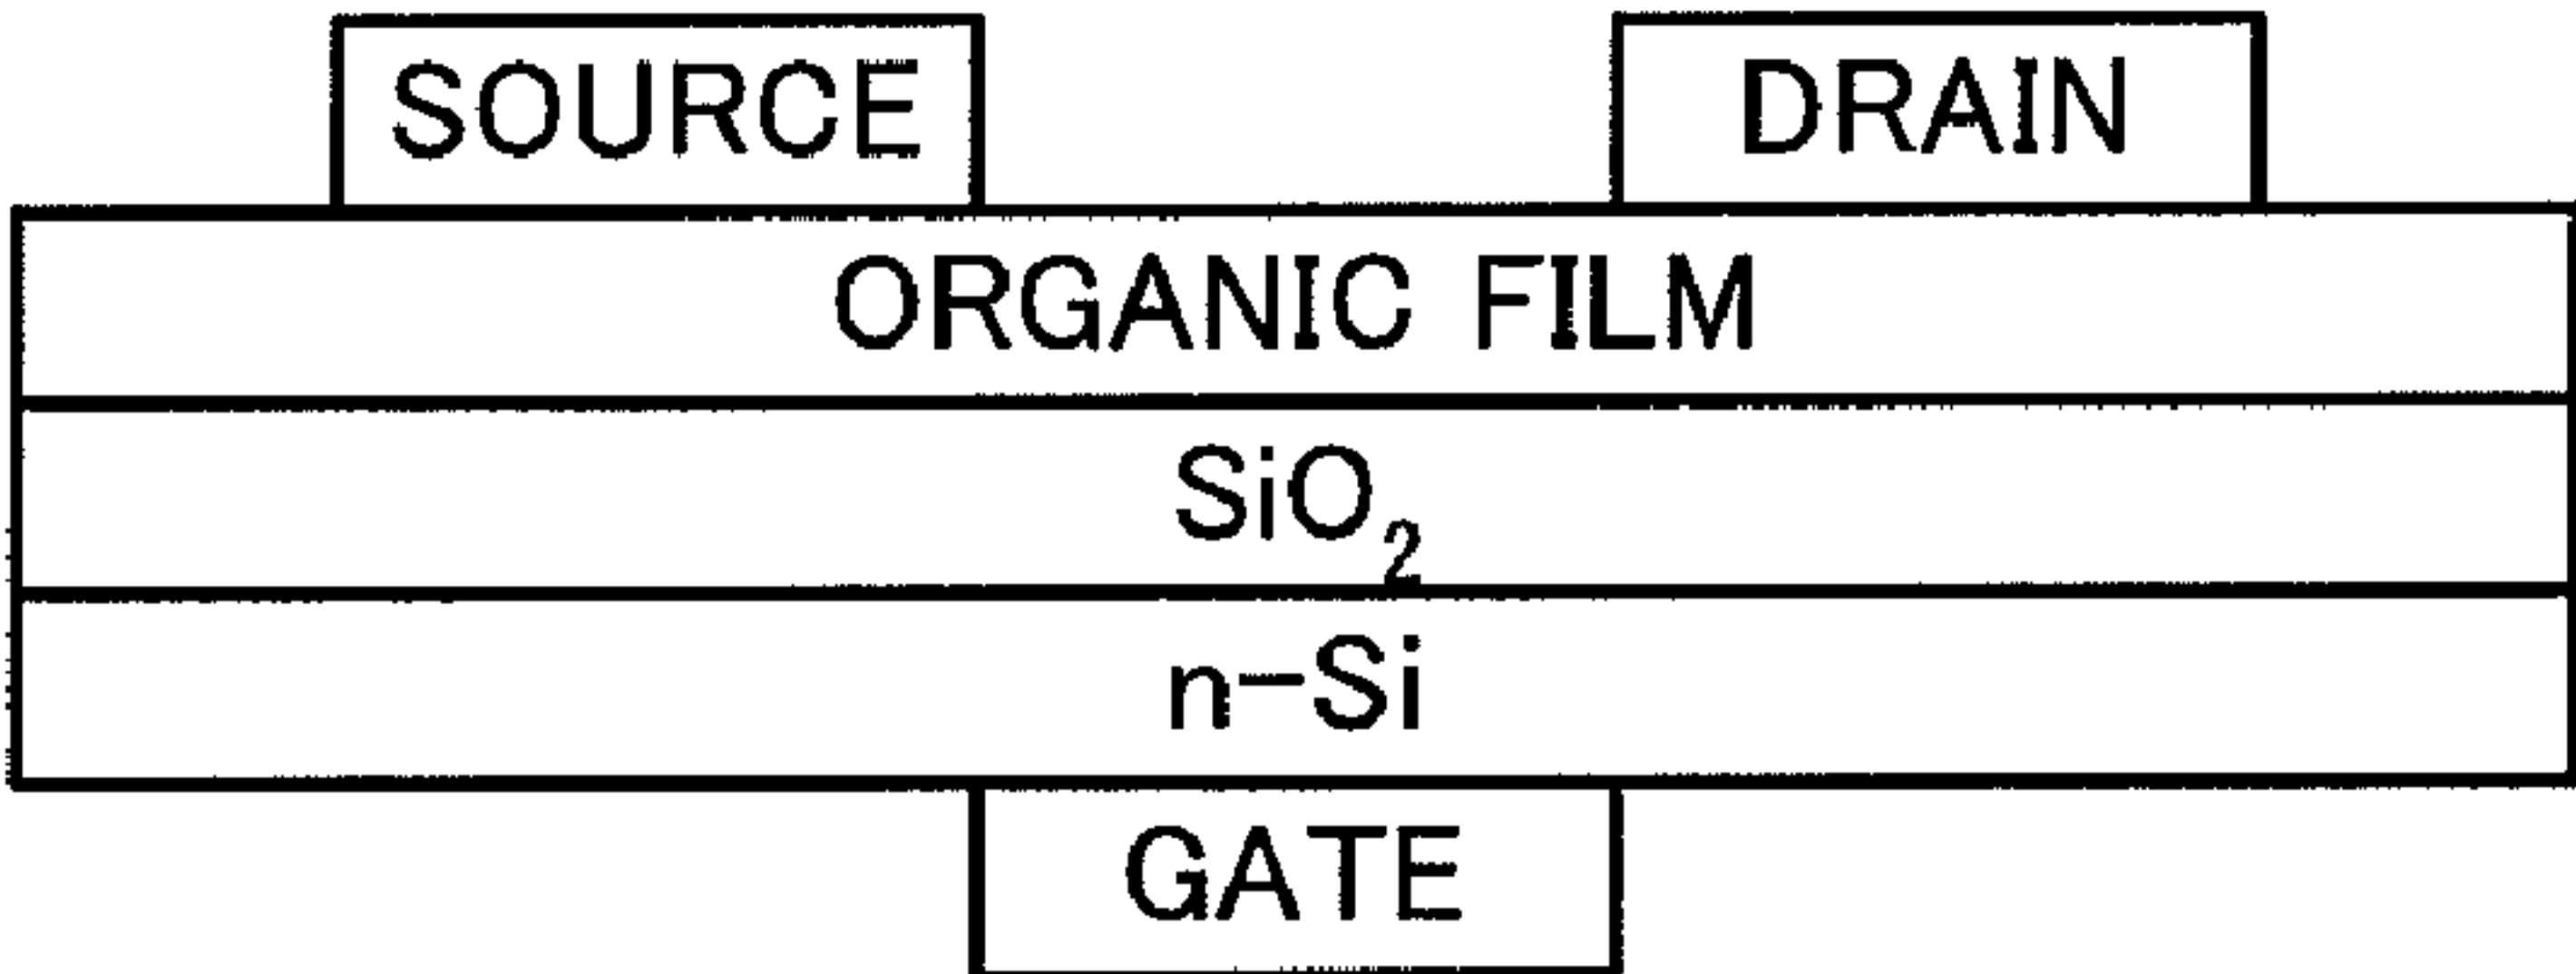 SOURCE DRAIN
ORGANIC FILM
SiO₂
n-Si
GATE